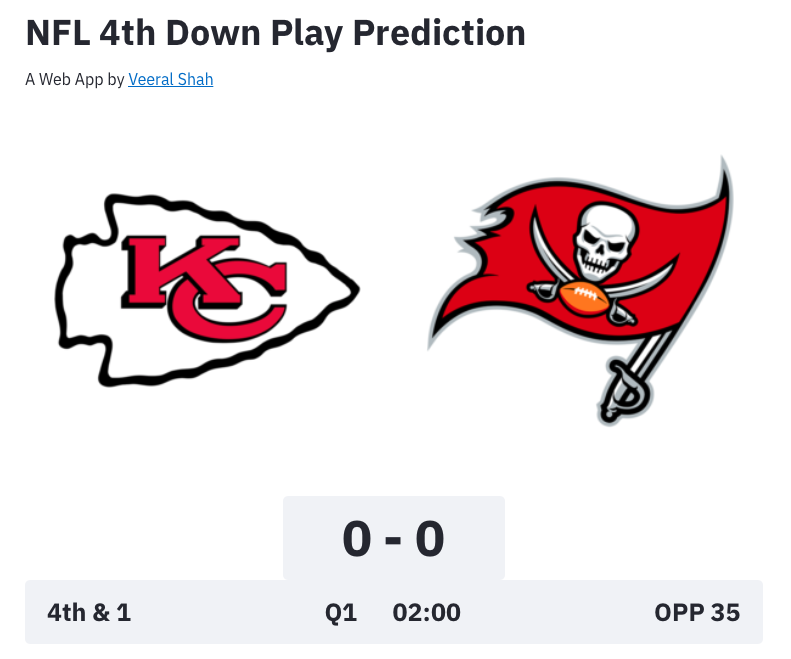 NFL 4th Down Play Prediction
A Web App by Veeral Shah
KC
0 - 0
4th & 1 Q1 02:00 OPP 35